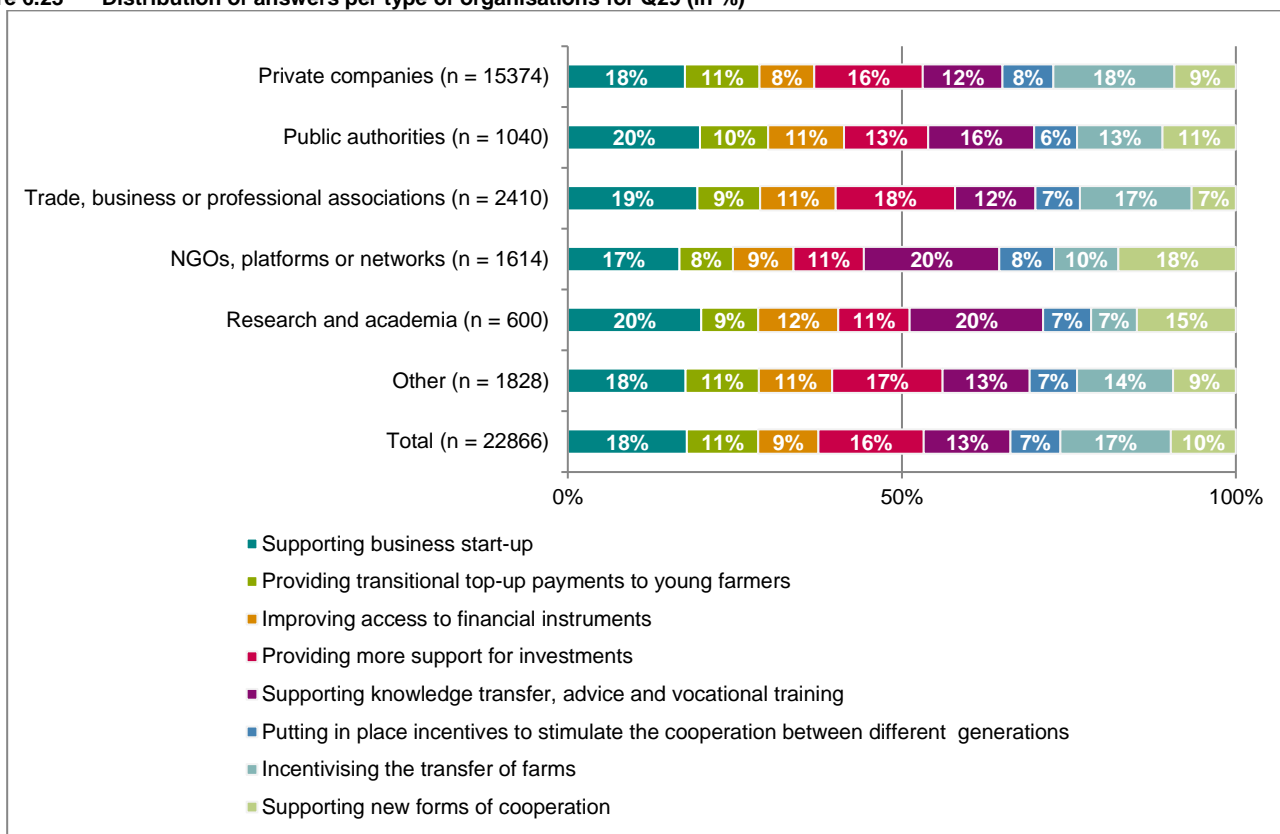 re 6.25 Distribution of answers per type of organisations for Q29 (in %)
Private companies (n = 15374) 18% 11% 8% 16% 12% 8% 18% 9%
Public authorities (n = 1040) 20% 10% 11% 13% 16% 6% 13% 11%
Trade, business or professional associations (n = 2410) 19% 9% 11% 18% 12% 7% 17% 7%
NGOs, platforms or networks (n = 1614) 17% 8% 9% 11% 20% 8% 10% 18%
Research and academia (n = 600) 20% 9% 12% 11% 20% 7% 7% 15%
Other (n = 1828) 18% 11% 11% 17% 13% 7% 14% 9%
Total (n = 22866) 18% 11% 9% 16% 13% 7% 17% 10%
0% 50% 100%
Supporting business start-up
Providing transitional top-up payments to young farmers
Improving access to financial instruments
Providing more support for investments
Supporting knowledge transfer, advice and vocational training
Putting in place incentives to stimulate the cooperation between different generations
Incentivising the transfer of farms
Supporting new forms of cooperation